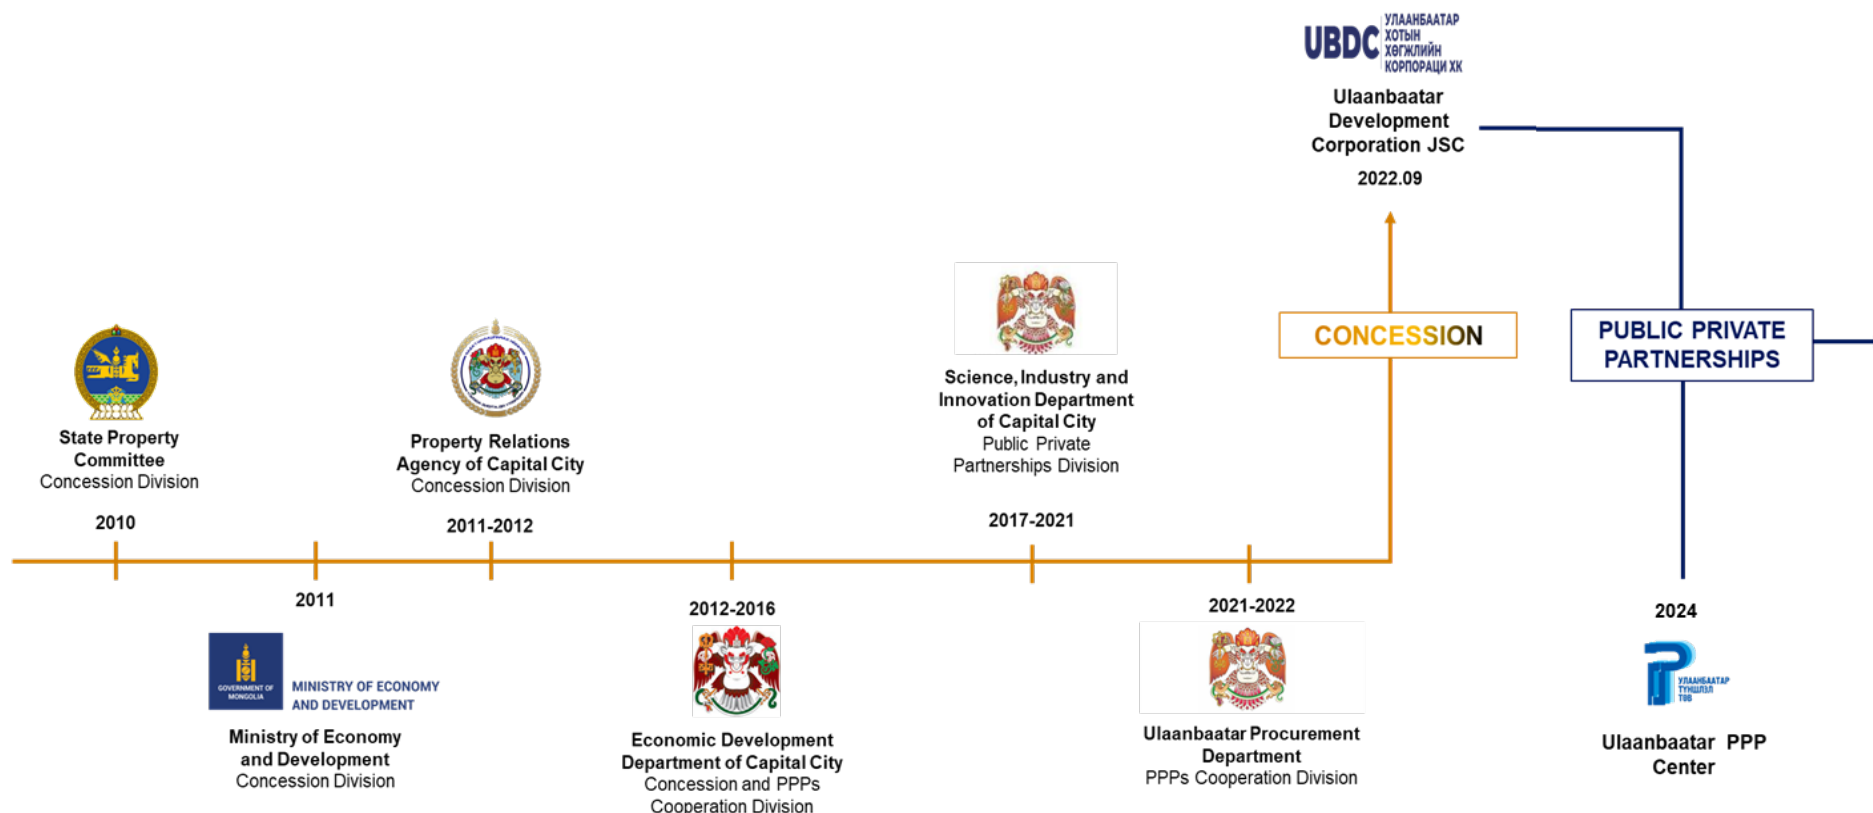 UBDC
УЛААНБААТАР
ХОТЫН
ХӨГЖЛИЙН
КОРПОРАЦИ ХК
Ulaanbaatar
Development
Corporation JSC
2022.09
CONCESSION
PUBLIC PRIVATE
PARTNERSHIPS
State Property
Committee
Concession Division
2010
Property Relations
Agency of Capital City
Concession Division
2011-2012
Science, Industry and
Innovation Department
of Capital City
Public Private
Partnerships Division
2017-2021
2011
GOVERNMENT OF
MONGOLIA
MINISTRY OF ECONOMY
AND DEVELOPMENT
Ministry of Economy
and Development
Concession Division
2012-2016
Economic Development
Department of Capital City
Concession and PPPs
Cooperation Division
2021-2022
Ulaanbaatar Procurement
Department
PPPs Cooperation Division
2024
УЛААНБААТАР
ТҮНШЛЭЛ
ТӨВ
Ulaanbaatar PPP
Center